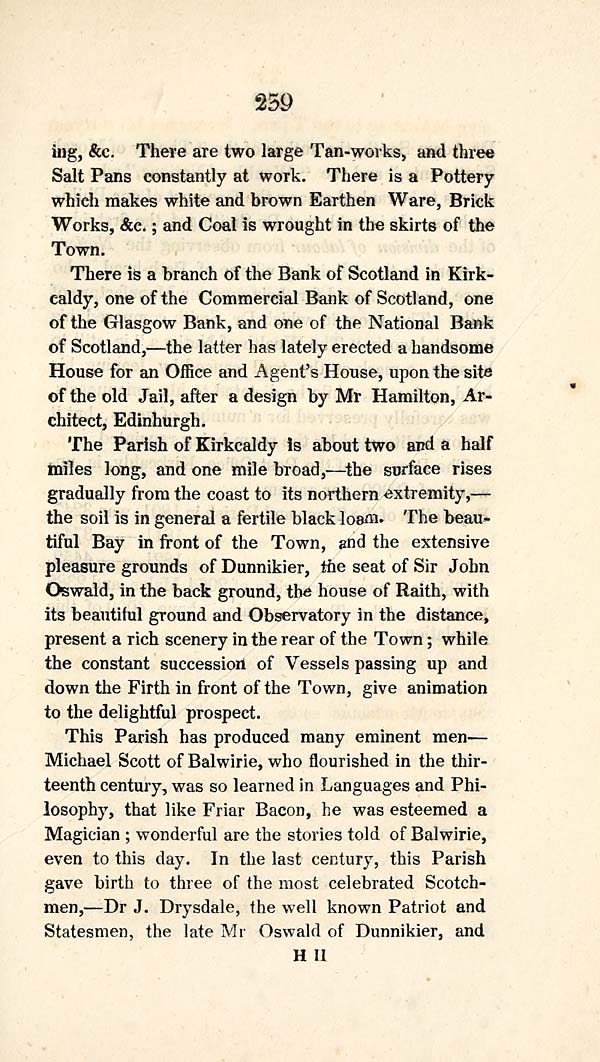 259
ing, &c. There are two large Tan-works, and three
Salt Pans constantly at work. There is a Pottery
which makes white and brown Earthen Ware, Brick
Works, &c. ; and Coal is wrought in the skirts of the
Town.
There is a branch of the Bank of Scotland in Kirk-
caldy, one of the Commercial Bank of Scotland, one
of the Glasgow Bank, and one of the National Bank
of Scotland,—the latter has lately erected a handsome
House for an Office and Agent's House, upon the site
of the old Jail, after a design by Mr Hamilton, Ar-
chitect, Edinburgh.
The Parish of Kirkcaldy is about two and a half
miles long, and one mile broad,—the surface rises
gradually from the coast to its northern extremity,—
the soil is in general a fertile black loam. The beau-
tiful Bay in front of the Town, and the extensive
pleasure grounds of Dunnikier, the seat of Sir John
Oswald, in the back ground, the house of Raith, with
its beautiful ground and Observatory in the distance,
present a rich scenery in the rear of the Town ; while
the constant succession of Vessels passing up and
down the Firth in front of the Town, give animation
to the delightful prospect.
This Parish has produced many eminent men—
Michael Scott of Balwirie, who flourished in the thir-
teenth century, was so learned in Languages and Phi-
losophy, that like Friar Bacon, he was esteemed a
Magician ; wonderful are the stories told of Balwirie,
even to this day. In the last century, this Parish
gave birth to three of the most celebrated Scotch-
men,—Dr J. Drysdale, the well known Patriot and
Statesmen, the late Mr Oswald of Dunnikier, and
H H